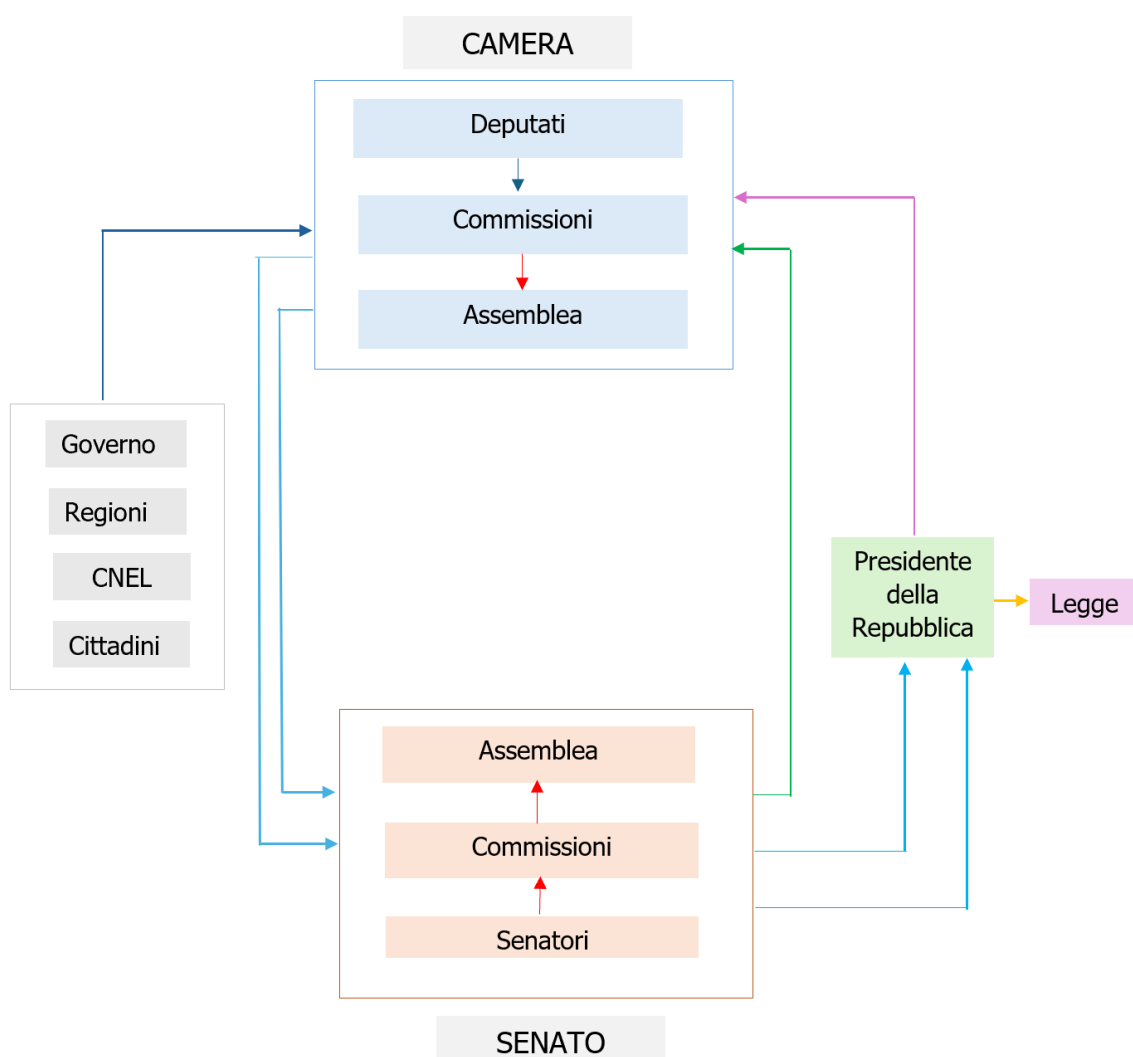 CAMERA
Deputati
Commissioni
Assemblea
Governo
Regioni
CNEL
Cittadini
Presidente
della
Repubblica
Legge
Assemblea
Commissioni
Senatori
SENATO